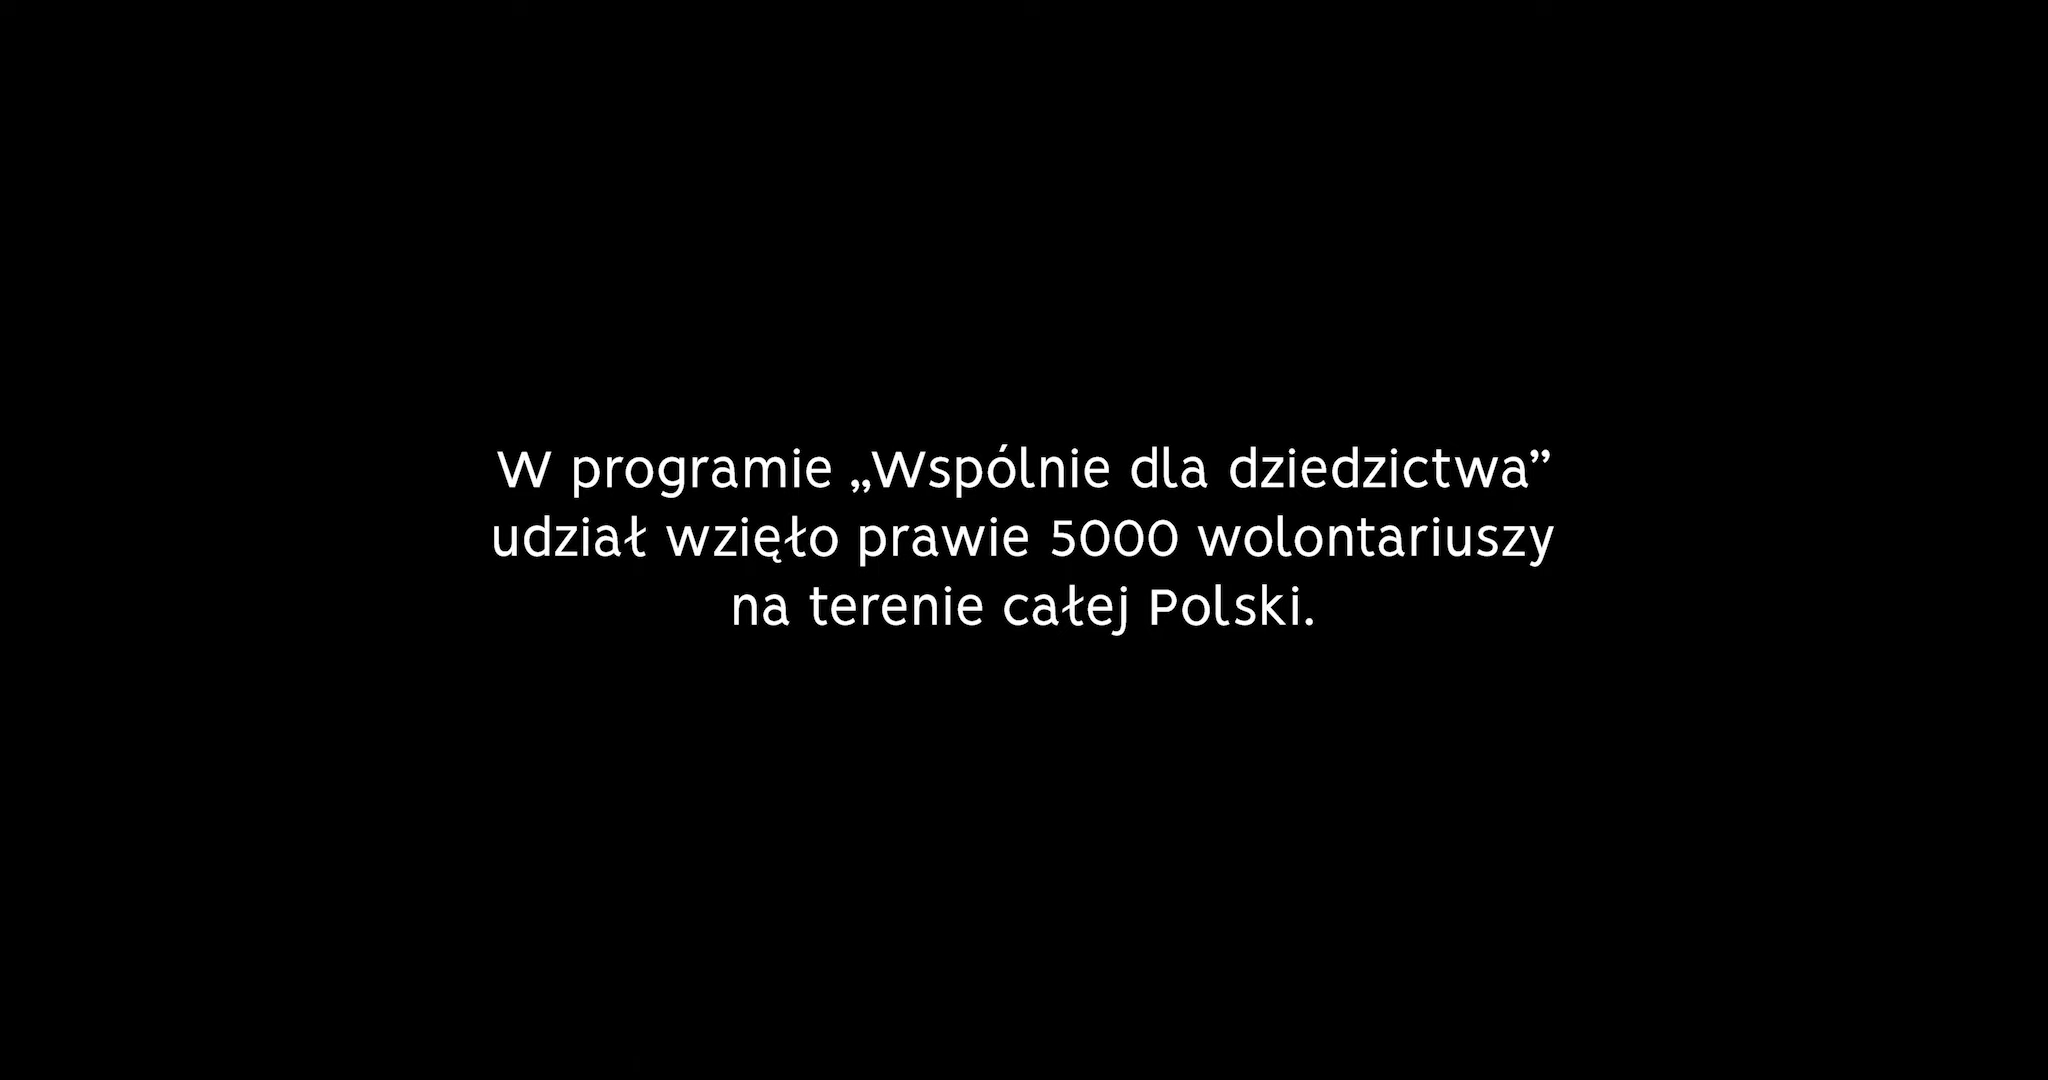 W programie „Wspólnie dla dziedzictwa”
udział wzięło prawie 5000 wolontariuszy
na terenie całej Polski.